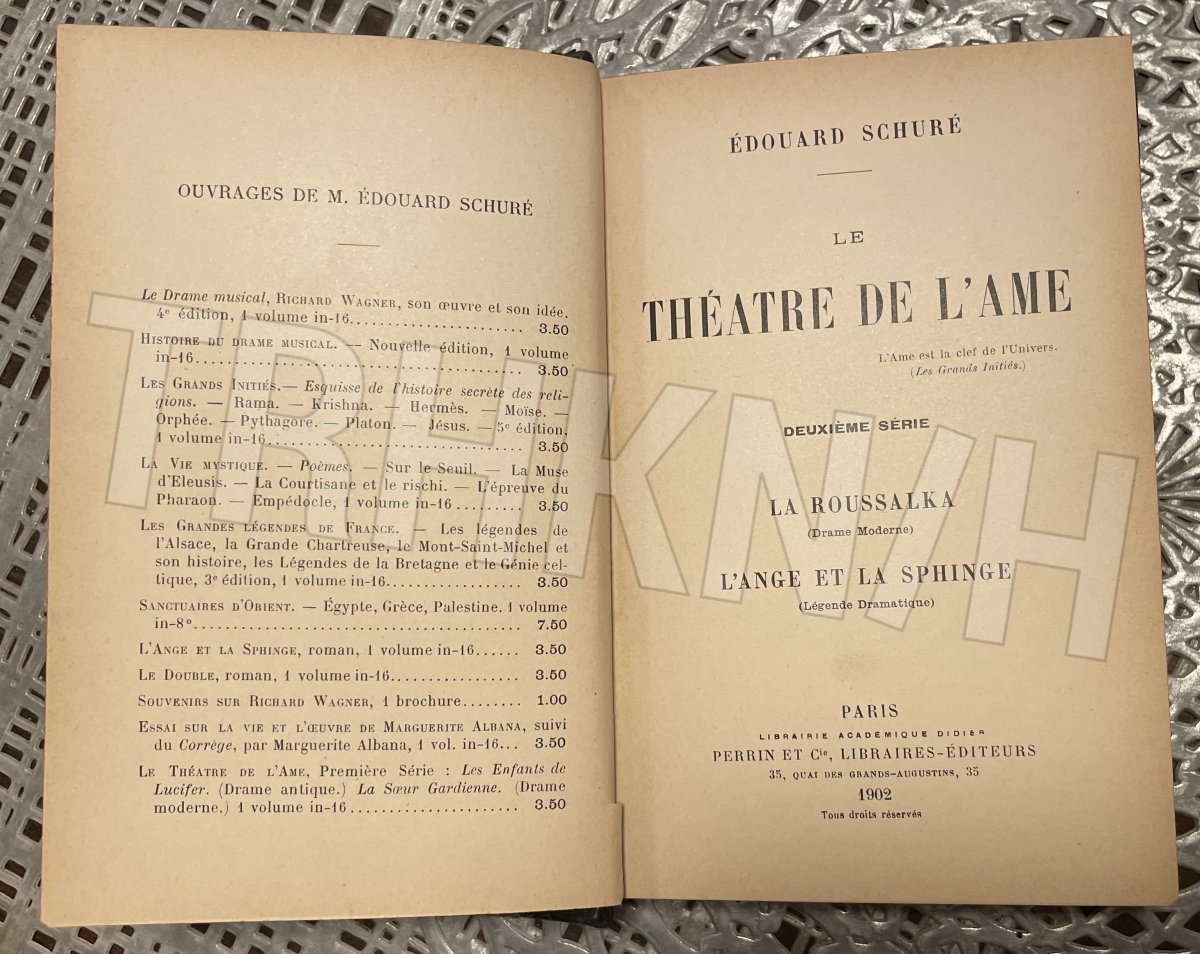 OUVRAGES DE M. ÉDOUARD SCHURÉ
Le Drame musical, RICHARD WAGNER, son œuvre et son idée.
4e édition, 1 volume in-16...................... 3.50
HISTOIRE DU DRAME MUSICAL. — Nouvelle édition, 1 volume
in-16.......................................... 3.50
LES GRANDS INITIÉS.— Esquisse de l'histoire secrète des reli-
gions. — Rama. — Krishna. — Hermès. — Moïse. —
Orphée. — Pythagore. — Platon. — Jésus. — 5e édition,
1 volume in-16................................ 3.50
LA VIE MYSTIQUE. — Poèmes. — Sur le Seuil. — La Muse
d'Eleusis. — La Courtisane et le rischi. — L'épreuve du
Pharaon. — Empédocle, 1 volume in-16 .......... 3.50
LES GRANDES LÉGENDES DE FRANCE. — Les légendes de
l'Alsace, la Grande Chartreuse, le Mont-Saint-Michel et
son histoire, les Légendes de la Bretagne et le Génie cel-
tique, 3e édition, 1 volume in-16................. 3.50
SANCTUAIRES D'ORIENT. — Égypte, Grèce, Palestine. 1 volume
in-8o.......................................... 7.50
L'ANGE ET LA SPHINGE, roman, 1 volume in-16...... 3.50
LE DOUBLE, roman, 1 volume in-16................. 3.50
SOUVENIRS SUR RICHARD WAGNER, 1 brochure........ 1.00
ESSAI SUR LA VIE ET L'ŒUVRE DE MARGUERITE ALBANA, suivi
du Corrège, par Marguerite Albana, 1 vol. in-16... 3.50
LE THÉATRE DE L'AME, Première Série : Les Enfants de
Lucifer. (Drame antique.) La Sœur Gardienne. (Drame
moderne.) 1 volume in-16 ....................... 3.50
ÉDOUARD SCHURÉ
LE
THÉATRE DE L'AME
L'Ame est la clef de l'Univers.
(Les Grands Initiés.)
DEUXIÈME SÉRIE
LA ROUSSALKA
(Drame Moderne)
L'ANGE ET LA SPHINGE
(Légende Dramatique)
PARIS
LIBRAIRIE ACADÉMIQUE DIDIER
PERRIN ET Cie, LIBRAIRES-ÉDITEURS
35, QUAI DES GRANDS-AUGUSTINS, 35
1902
Tous droits réservés